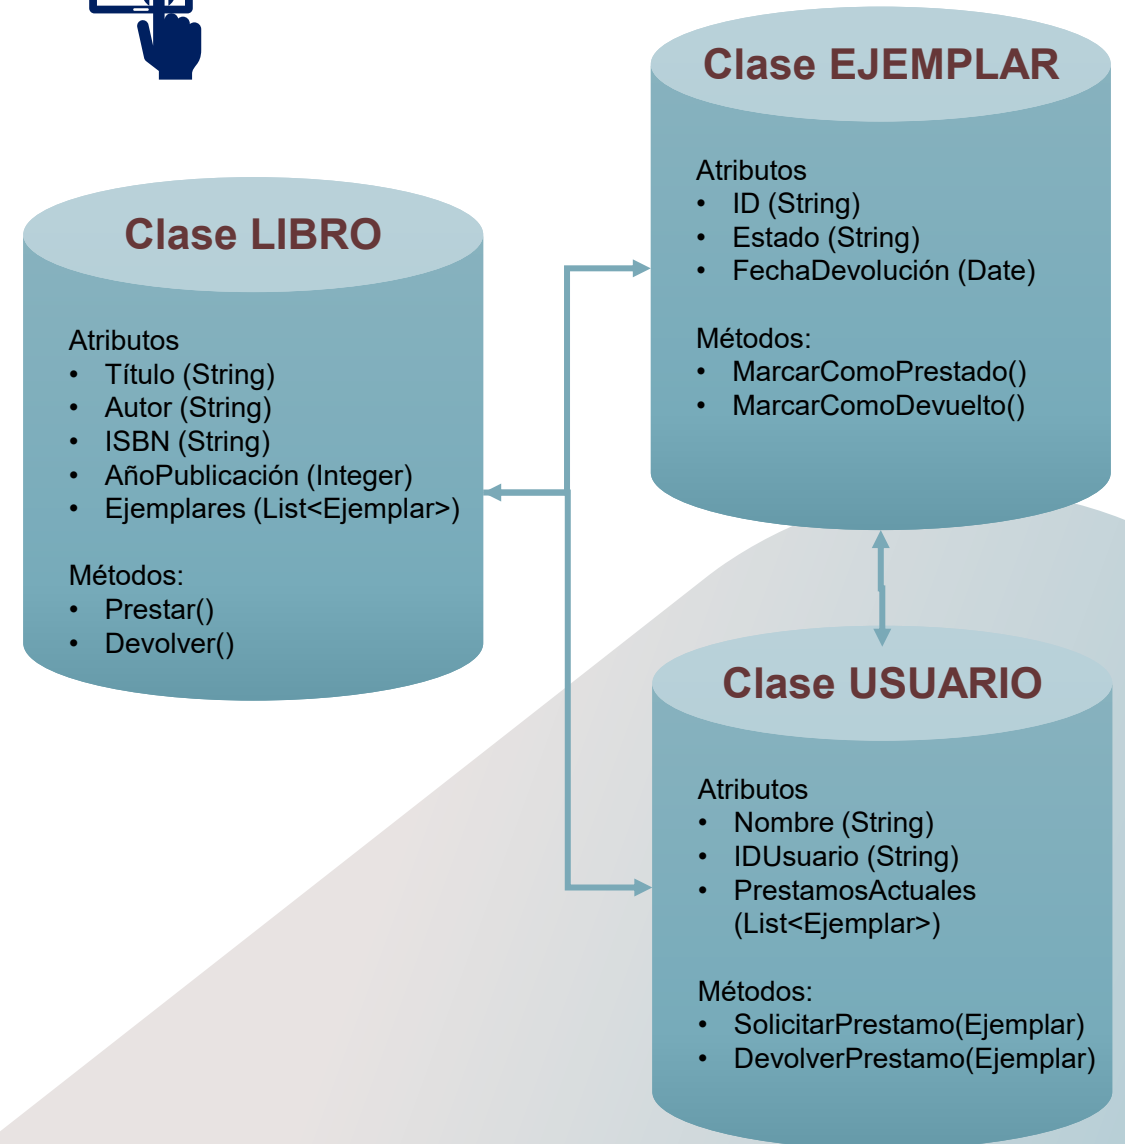 Clase EJEMPLAR
Atributos
• ID (String)
• Estado (String)
• FechaDevolución (Date)
Métodos:
• MarcarComoPrestado()
• MarcarComoDevuelto()
Clase LIBRO
Atributos
• Título (String)
• Autor (String)
• ISBN (String)
• AñoPublicación (Integer)
• Ejemplares (List<Ejemplar>)
Métodos:
• Prestar()
• Devolver()
Clase USUARIO
Atributos
• Nombre (String)
• IDUsuario (String)
• PrestamosActuales
(List<Ejemplar>)
Métodos:
• SolicitarPrestamo(Ejemplar)
• DevolverPrestamo(Ejemplar)